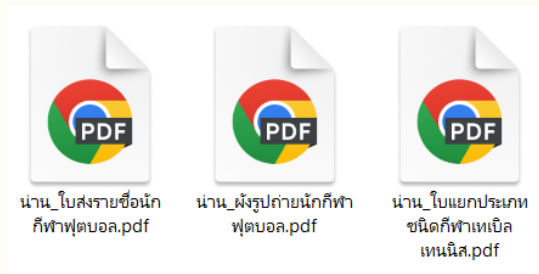 PDF
น่าน_ใบส่งรายชื่อนัก
กีฬาฟุตบอล.pdf
PDF
น่าน_ผังรูปถ่ายนักกีฬา
ฟุตบอล.pdf
PDF
น่าน_ใบแยกประเภท
ชนิดกีฬาเทเบิล
เทนนิส.pdf